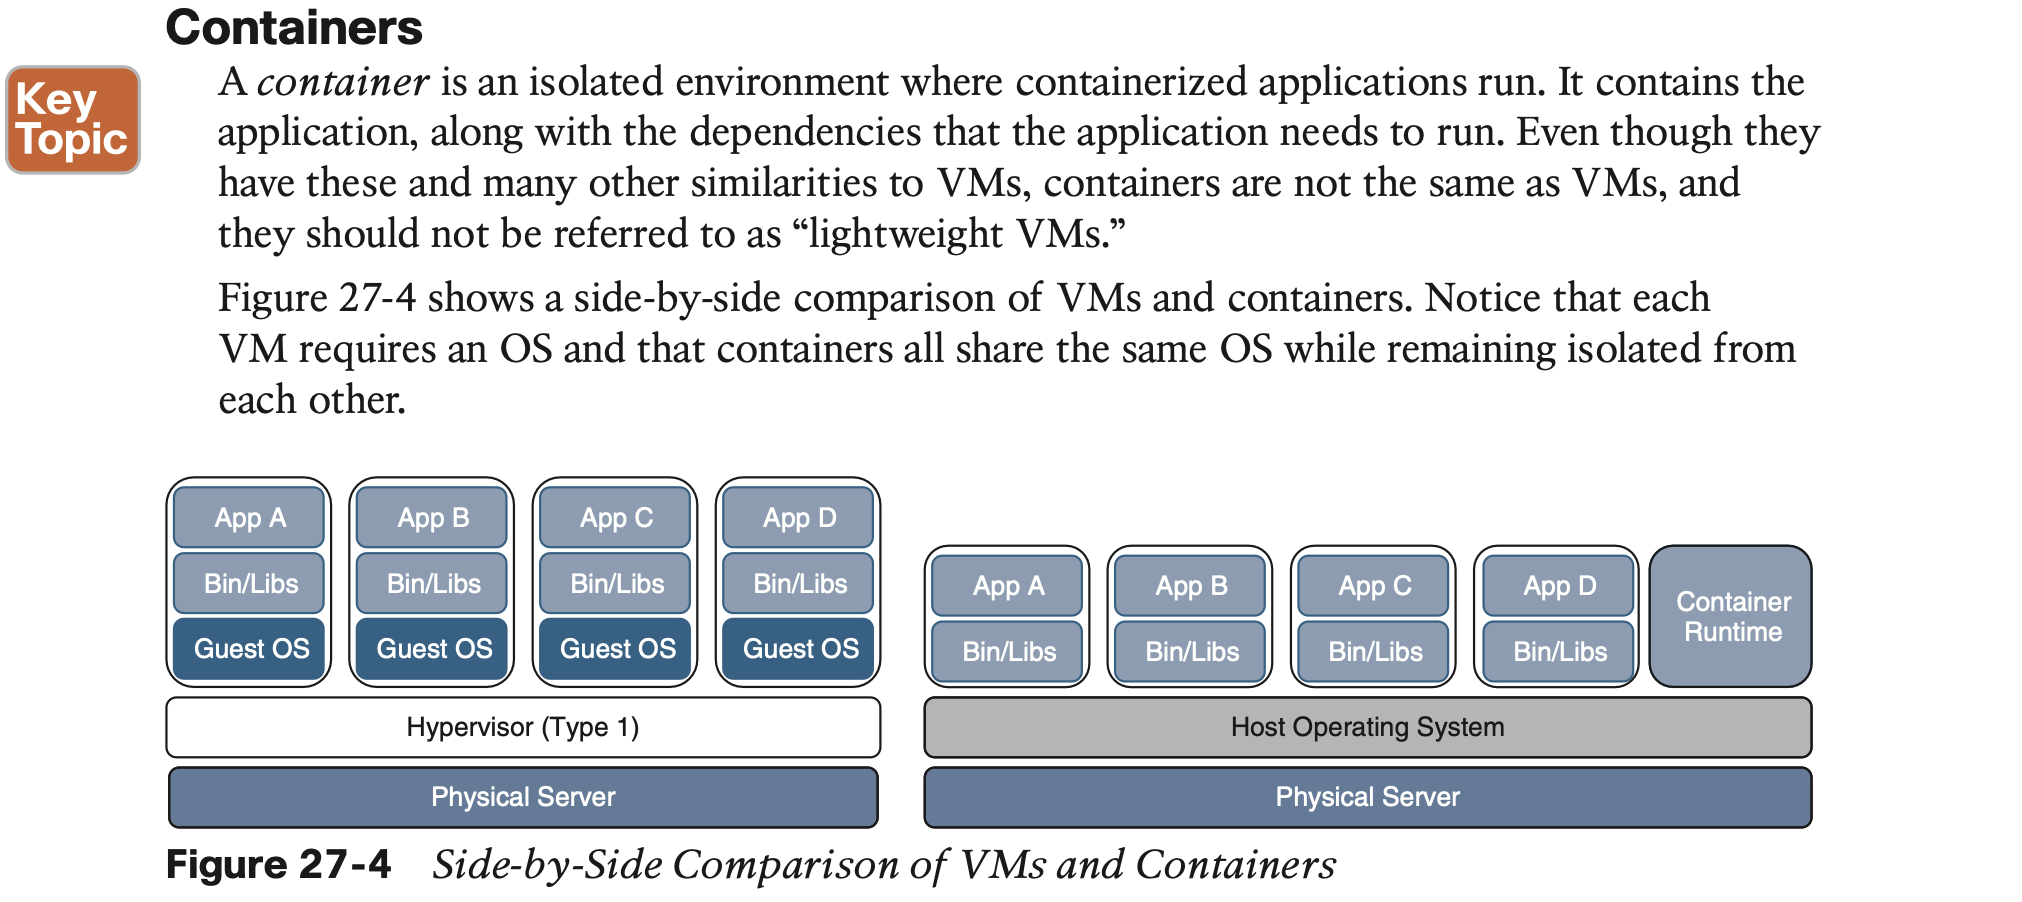 Containers
Key
Topic
A container is an isolated environment where containerized applications run. It contains the
application, along with the dependencies that the application needs to run. Even though they
have these and many other similarities to VMs, containers are not the same as VMs, and
they should not be referred to as “lightweight VMs.”
Figure 27-4 shows a side-by-side comparison of VMs and containers. Notice that each
VM requires an OS and that containers all share the same OS while remaining isolated from
each other.
App A
Bin/Libs
Guest OS
App B
Bin/Libs
Guest OS
App C
Bin/Libs
Guest OS
App D
Bin/Libs
Guest OS
Hypervisor (Type 1)
Physical Server
App A
Bin/Libs
App B
Bin/Libs
App C
Bin/Libs
App D
Bin/Libs
Container
Runtime
Host Operating System
Physical Server
Figure 27-4 Side-by-Side Comparison of VMs and Containers